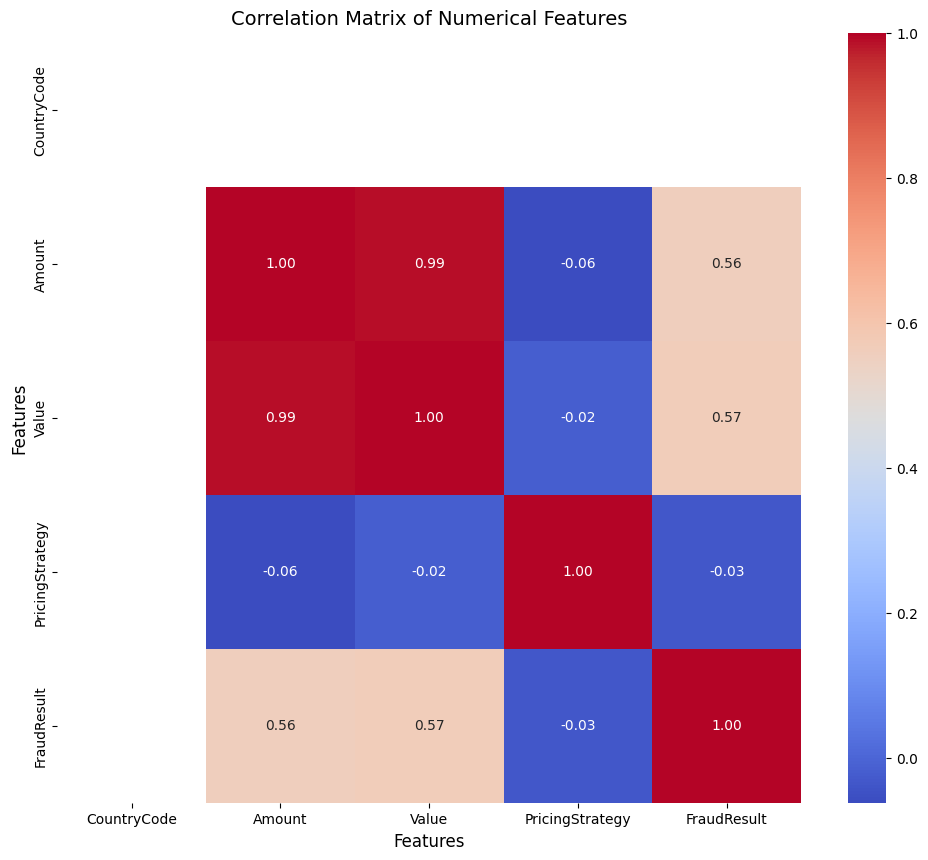 Correlation Matrix of Numerical Features
Features
CountryCode
Amount
1.00 0.99 -0.06 0.56
Value
0.99 1.00 -0.02 0.57
PricingStrategy
-0.06 -0.02 1.00 -0.03
FraudResult
0.56 0.57 -0.03 1.00
CountryCode Amount Value PricingStrategy FraudResult
Features
1.0
0.8
0.6
0.4
0.2
0.0